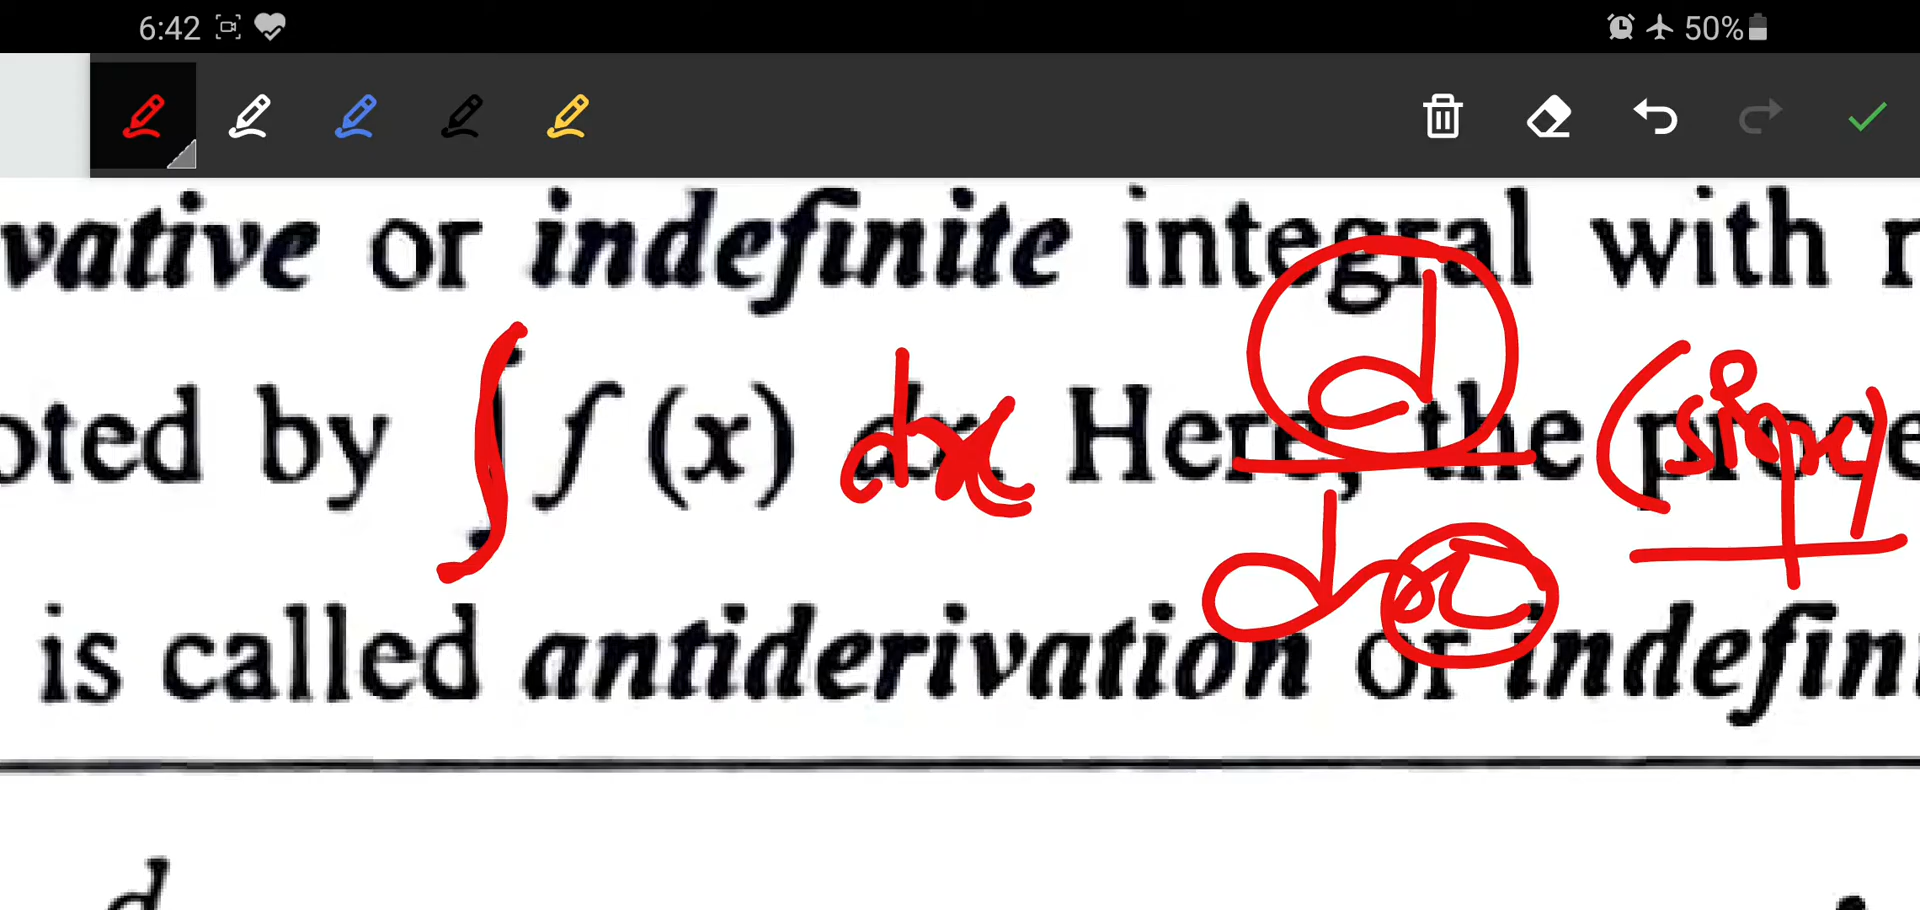 6:42 50%
vative or indefinite integral with r
oted by ∫ f (x) dx Here, the proce
d
dx (sinx)
is called antiderivation or indefin
d